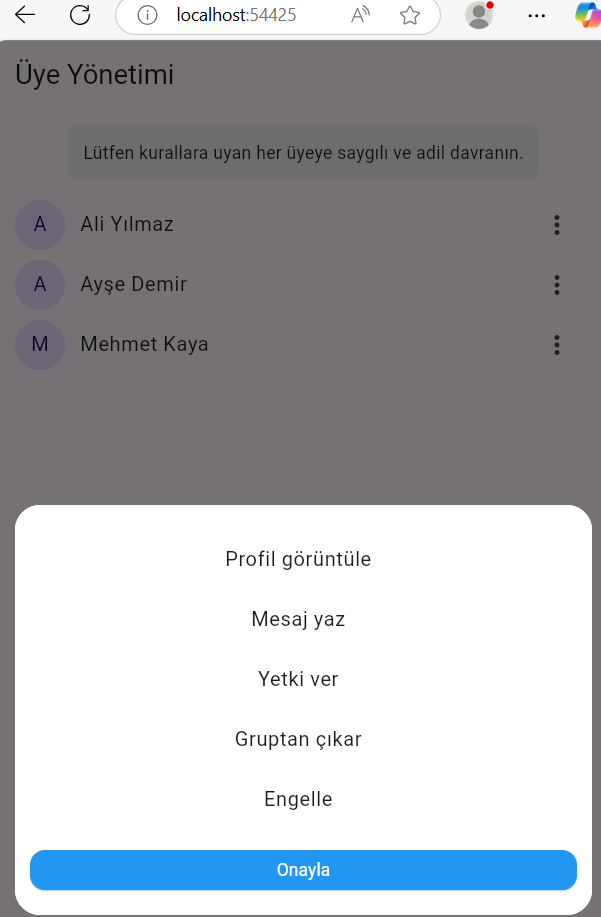 localhost:54425
Üye Yönetimi
Lütfen kurallara uyan her üyeye saygılı ve adil davranın.
A Ali Yılmaz
A Ayşe Demir
M Mehmet Kaya
Profil görüntüle
Mesaj yaz
Yetki ver
Gruptan çıkar
Engelle
Onayla